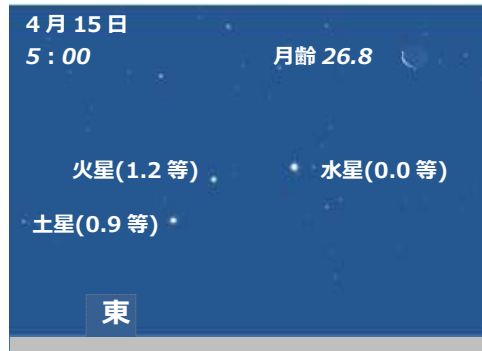 4月15日
5：00
月齢 26.8
火星(1.2 等)
水星(0.0 等)
土星(0.9 等)
東